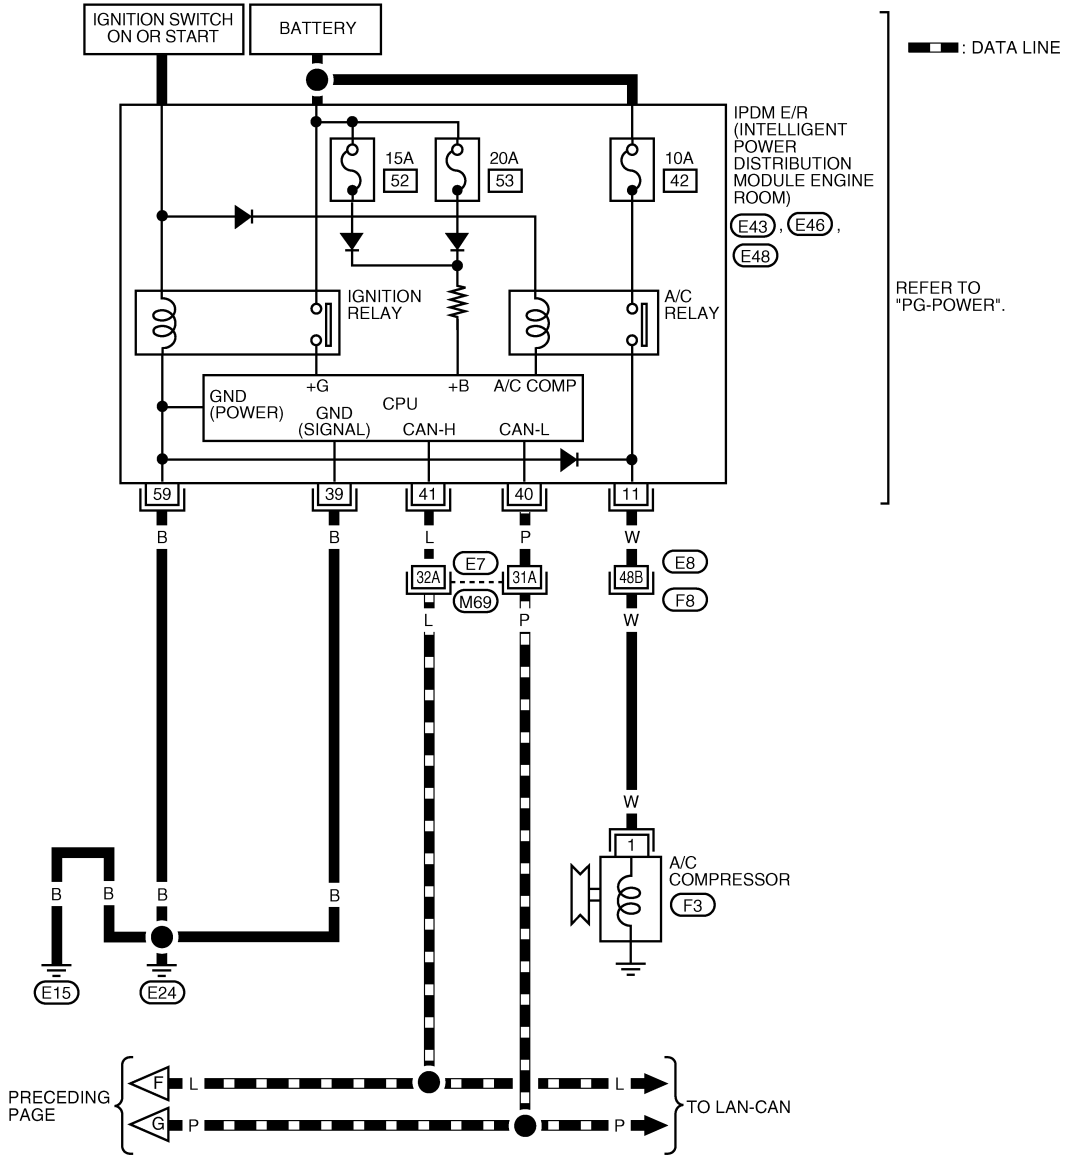 IGNITION SWITCH
ON OR START
BATTERY
: DATA LINE
IPDM E/R
(INTELLIGENT
POWER
DISTRIBUTION
MODULE ENGINE
ROOM)
E43 , E46 ,
E48
15A
52
20A
53
10A
42
REFER TO
"PG-POWER".
IGNITION
RELAY
A/C
RELAY
+G
+B
A/C COMP
GND
(POWER)
CPU
GND
(SIGNAL)
CAN-H
CAN-L
59
39
41
40
11
B
B
L
P
W
E7
E8
32A
31A
48B
M69
F8
L
P
W
W
1
A/C
COMPRESSOR
F3
B
B
B
B
E15
E24
PRECEDING
PAGE
F
L
L
G
P
P
TO LAN-CAN